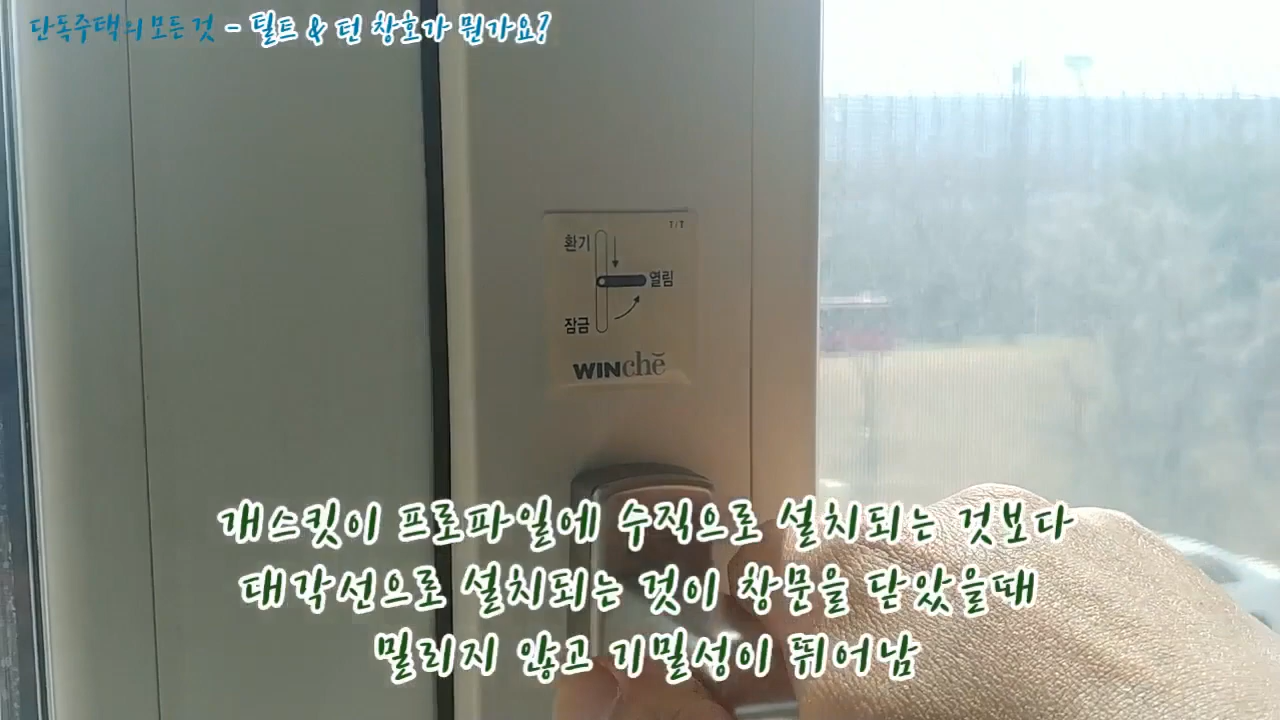 단독주택의 모든 것 - 틸트 & 턴 창호가 뭔가요?
환기
열림
잠금
WINchĕ
개스킷이 프로파일에 수직으로 설치되는 것보다
대각선으로 설치되는 것이 창문을 닫았을때
밀리지 않고 기밀성이 뛰어남